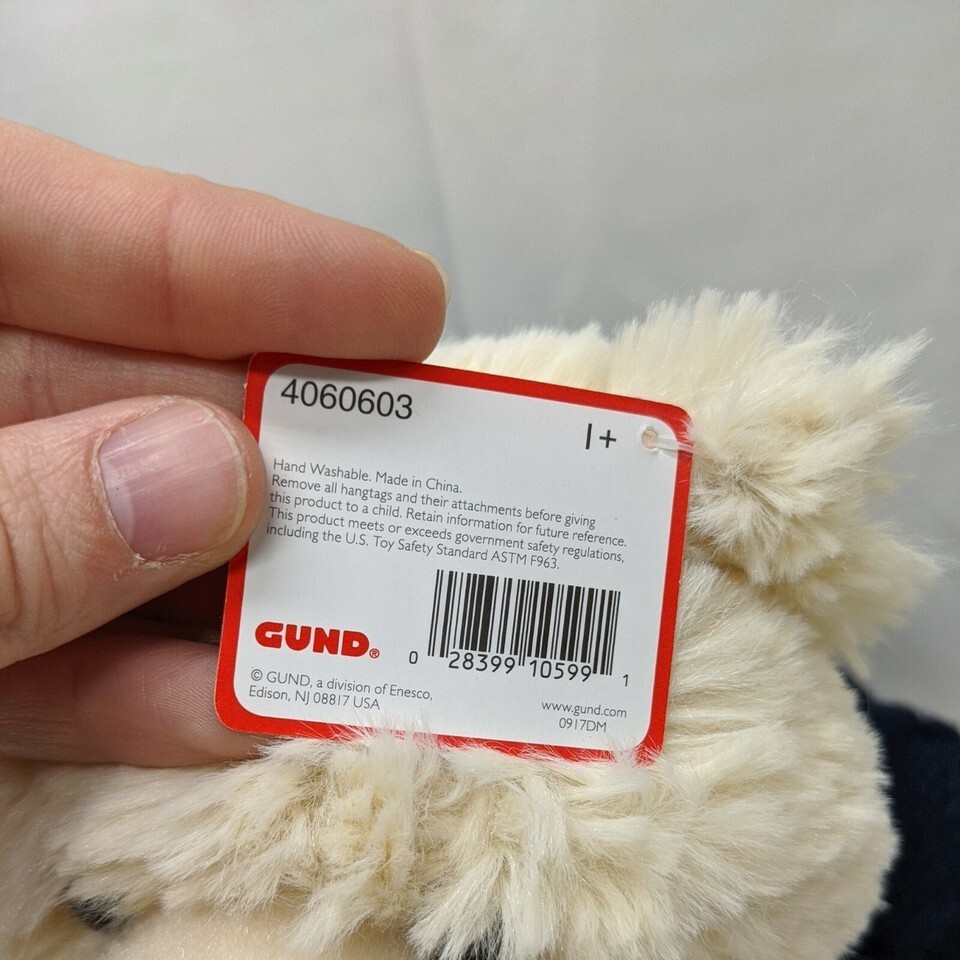 4060603
1+
Hand Washable. Made in China.
Remove all hangtags and their attachments before giving
this product to a child. Retain information for future reference.
This product meets or exceeds government safety regulations,
including the U.S. Toy Safety Standard ASTM F963.
GUND®
0 28399 10599 1
© GUND, a division of Enesco,
Edison, NJ 08817 USA
www.gund.com
0917DM